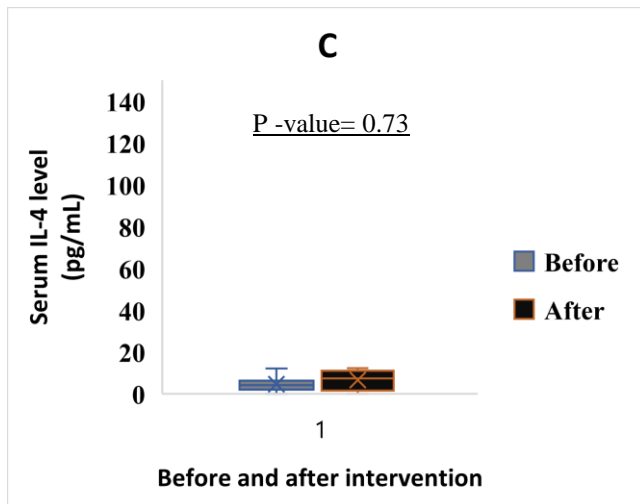 C
P -value= 0.73
Serum IL-4 level
(pg/mL)
140
120
100
80
60
40
20
0
Before
After
1
Before and after intervention